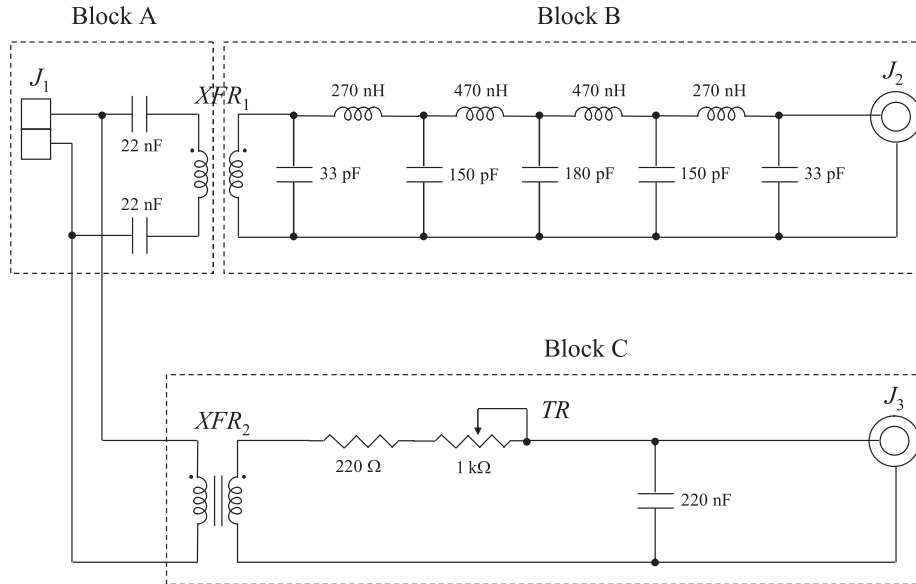 Block A
Block B
J1
XFR1
22 nF
22 nF
270 nH
470 nH
470 nH
270 nH
J2
33 pF
150 pF
180 pF
150 pF
33 pF
Block C
XFR2
TR
J3
220 Ω
1 kΩ
220 nF